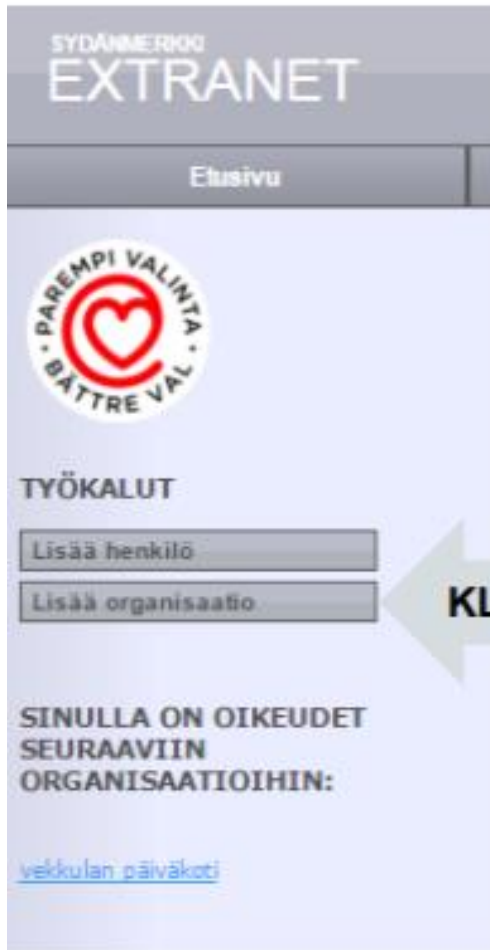 SYDÄNMERKKI
EXTRANET
Etusivu
PAREMPI VALINTA · BÄTTRE VAL ·
TYÖKALUT
Lisää henkilö
Lisää organisaatio
KL
SINULLA ON OIKEUDET
SEURAAVIIN
ORGANISAATIOIHIN:
vekkulan päiväkoti